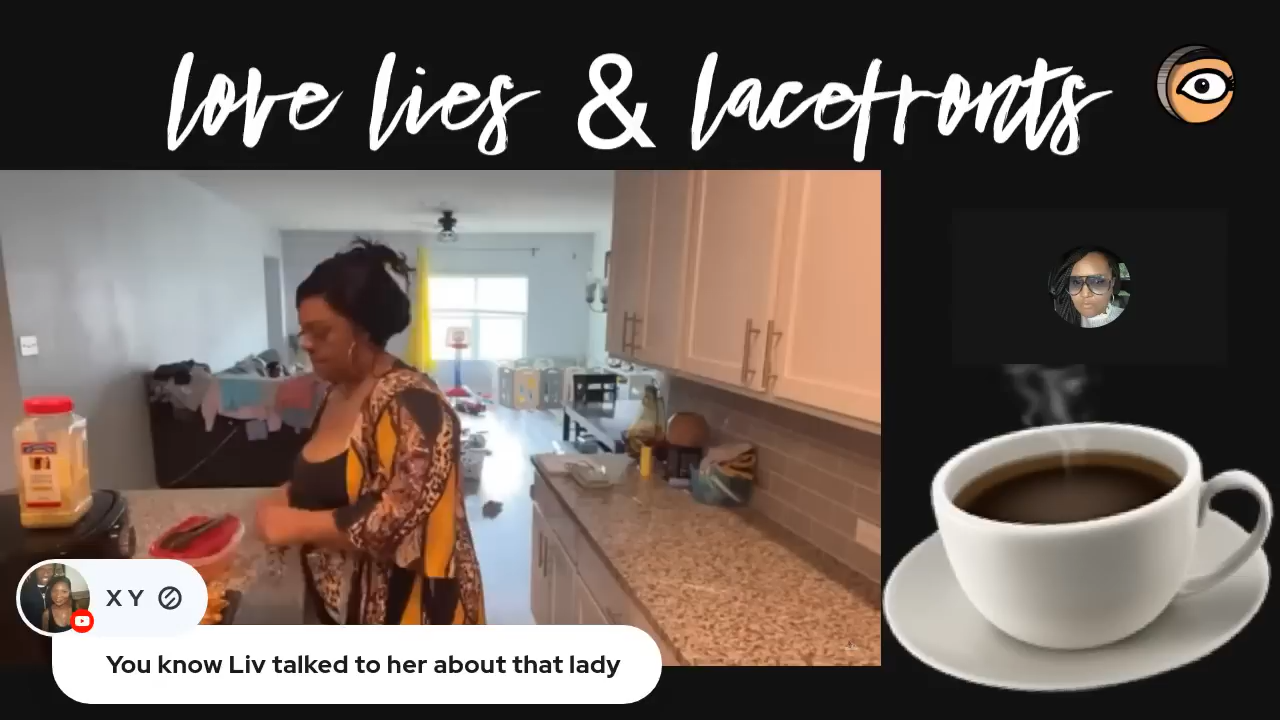 love lies & lacefronts
X Y
You know Liv talked to her about that lady